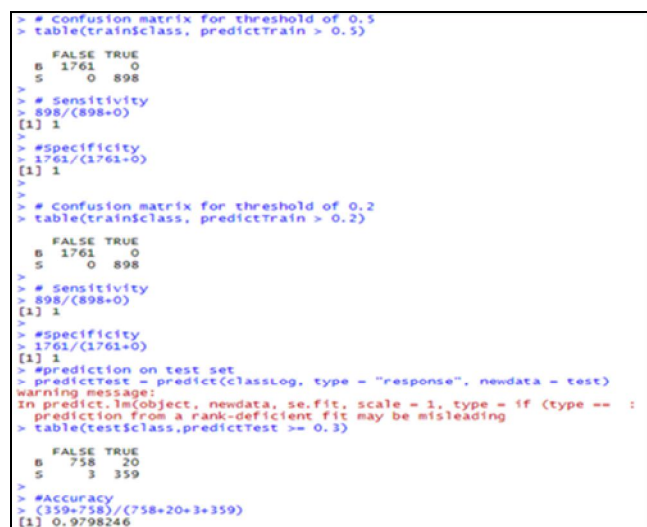 > # Confusion matrix for threshold of 0.5
> table(train$class, predictTrain > 0.5)
FALSE TRUE
B 1761 0
S 0 898
>
> # Sensitivity
> 898/(898+0)
[1] 1
>
> #Specificity
> 1761/(1761+0)
[1] 1
>
>
> # Confusion matrix for threshold of 0.2
> table(train$class, predictTrain > 0.2)
FALSE TRUE
B 1761 0
S 0 898
>
> # Sensitivity
> 898/(898+0)
[1] 1
>
> #Specificity
> 1761/(1761+0)
[1] 1
> #prediction on test set
> predictTest = predict(classLog, type = "response", newdata = test)
Warning message:
In predict.lm(object, newdata, se.fit, scale = 1, type = if (type == :
prediction from a rank-deficient fit may be misleading
> table(test$class,predictTest >= 0.3)
FALSE TRUE
B 758 20
S 3 359
>
> #Accuracy
> (359+758)/(758+20+3+359)
[1] 0.9798246